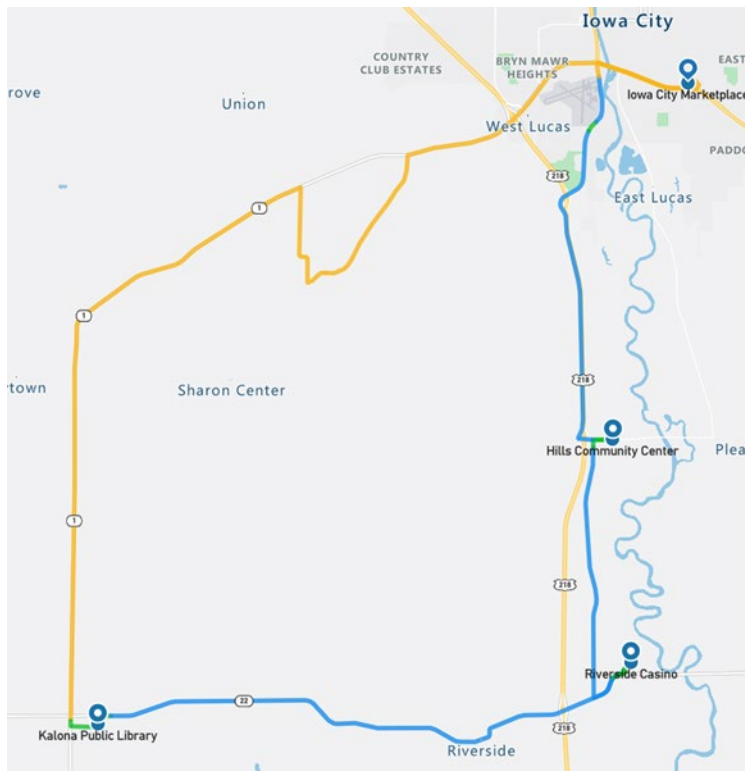 Iowa City
COUNTRY
CLUB ESTATES
BRYN MAWR
HEIGHTS
EAST
rove
Union
Iowa City Marketplace
West Lucas
PADDO
218
East Lucas
1
1
218
rtown
Sharon Center
Hills Community Center
Plea
1
218
Riverside Casino
22
Kalona Public Library
218
Riverside